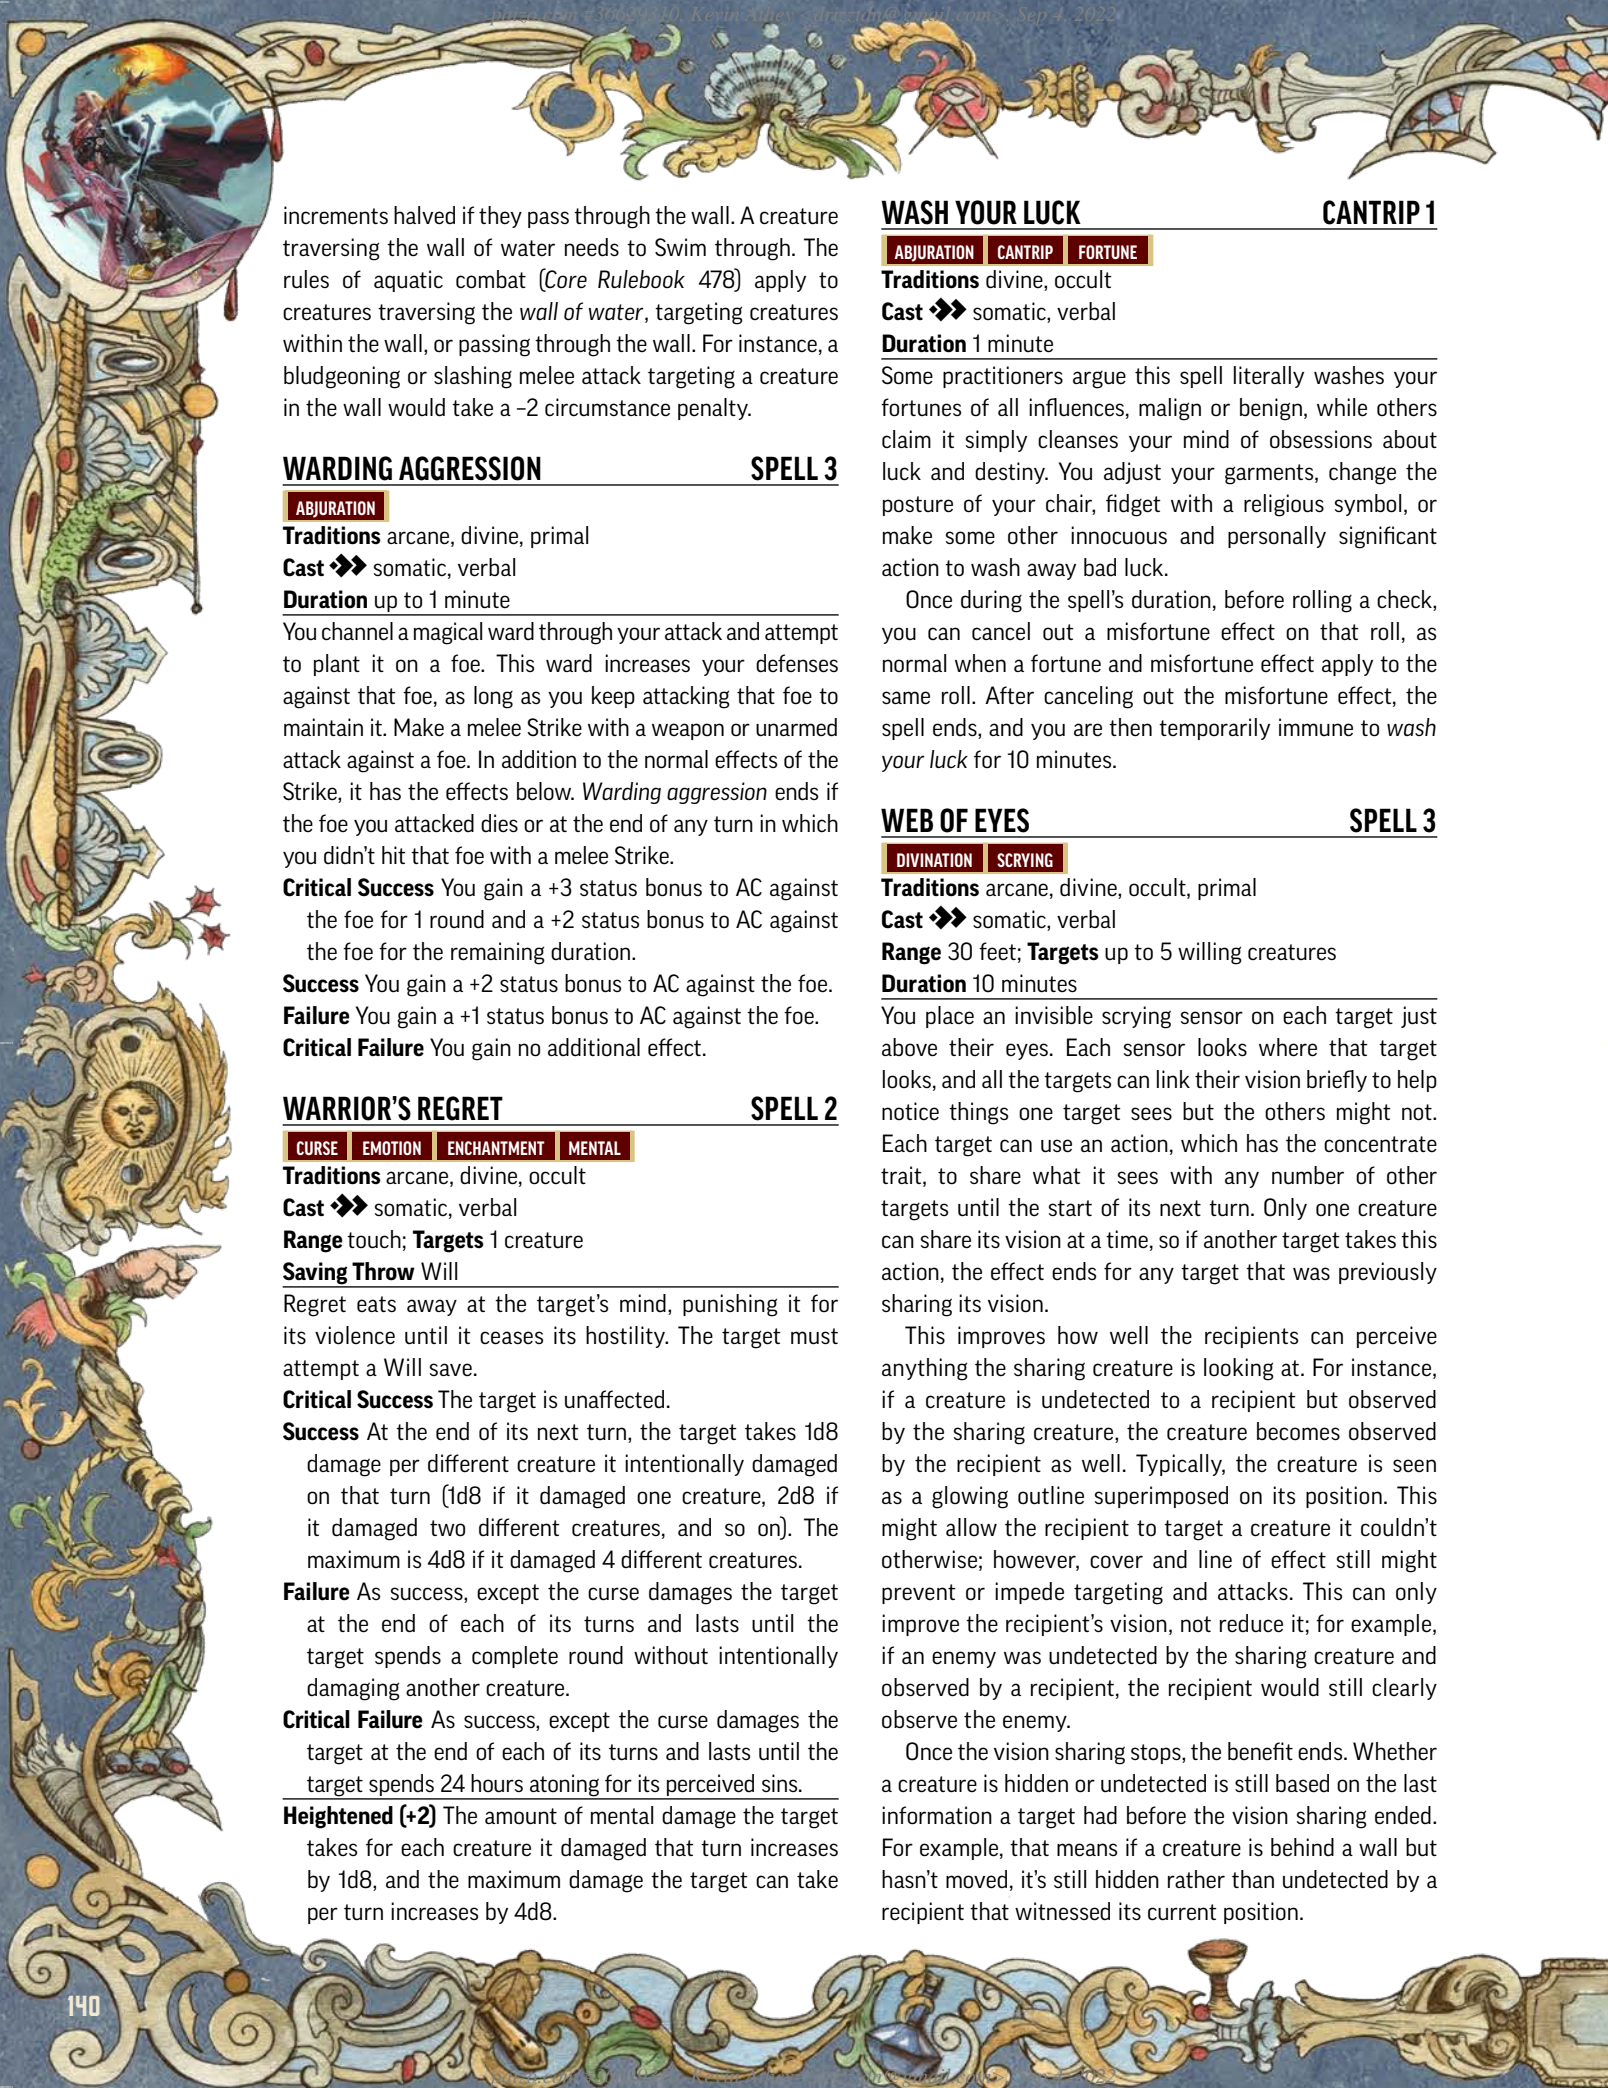 paizo.com #36629310, Kevin Athey <drizztdn@gmail.com>, Sep 4, 2022
increments halved if they pass through the wall. A creature
traversing the wall of water needs to Swim through. The
rules of aquatic combat (Core Rulebook 478) apply to
creatures traversing the wall of water, targeting creatures
within the wall, or passing through the wall. For instance, a
bludgeoning or slashing melee attack targeting a creature
in the wall would take a –2 circumstance penalty.
WARDING AGGRESSION SPELL 3
ABJURATION
Traditions arcane, divine, primal
Cast somatic, verbal
Duration up to 1 minute
You channel a magical ward through your attack and attempt
to plant it on a foe. This ward increases your defenses
against that foe, as long as you keep attacking that foe to
maintain it. Make a melee Strike with a weapon or unarmed
attack against a foe. In addition to the normal effects of the
Strike, it has the effects below. Warding aggression ends if
the foe you attacked dies or at the end of any turn in which
you didn't hit that foe with a melee Strike.
Critical Success You gain a +3 status bonus to AC against
the foe for 1 round and a +2 status bonus to AC against
the foe for the remaining duration.
Success You gain a +2 status bonus to AC against the foe.
Failure You gain a +1 status bonus to AC against the foe.
Critical Failure You gain no additional effect.
WARRIOR'S REGRET SPELL 2
CURSE EMOTION ENCHANTMENT MENTAL
Traditions arcane, divine, occult
Cast somatic, verbal
Range touch; Targets 1 creature
Saving Throw Will
Regret eats away at the target's mind, punishing it for
its violence until it ceases its hostility. The target must
attempt a Will save.
Critical Success The target is unaffected.
Success At the end of its next turn, the target takes 1d8
damage per different creature it intentionally damaged
on that turn (1d8 if it damaged one creature, 2d8 if
it damaged two different creatures, and so on). The
maximum is 4d8 if it damaged 4 different creatures.
Failure As success, except the curse damages the target
at the end of each of its turns and lasts until the
target spends a complete round without intentionally
damaging another creature.
Critical Failure As success, except the curse damages the
target at the end of each of its turns and lasts until the
target spends 24 hours atoning for its perceived sins.
Heightened (+2) The amount of mental damage the target
takes for each creature it damaged that turn increases
by 1d8, and the maximum damage the target can take
per turn increases by 4d8.
WASH YOUR LUCK CANTRIP 1
ABJURATION CANTRIP FORTUNE
Traditions divine, occult
Cast somatic, verbal
Duration 1 minute
Some practitioners argue this spell literally washes your
fortunes of all influences, malign or benign, while others
claim it simply cleanses your mind of obsessions about
luck and destiny. You adjust your garments, change the
posture of your chair, fidget with a religious symbol, or
make some other innocuous and personally significant
action to wash away bad luck.
Once during the spell's duration, before rolling a check,
you can cancel out a misfortune effect on that roll, as
normal when a fortune and misfortune effect apply to the
same roll. After canceling out the misfortune effect, the
spell ends, and you are then temporarily immune to wash
your luck for 10 minutes.
WEB OF EYES SPELL 3
DIVINATION SCRYING
Traditions arcane, divine, occult, primal
Cast somatic, verbal
Range 30 feet; Targets up to 5 willing creatures
Duration 10 minutes
You place an invisible scrying sensor on each target just
above their eyes. Each sensor looks where that target
looks, and all the targets can link their vision briefly to help
notice things one target sees but the others might not.
Each target can use an action, which has the concentrate
trait, to share what it sees with any number of other
targets until the start of its next turn. Only one creature
can share its vision at a time, so if another target takes this
action, the effect ends for any target that was previously
sharing its vision.
This improves how well the recipients can perceive
anything the sharing creature is looking at. For instance,
if a creature is undetected to a recipient but observed
by the sharing creature, the creature becomes observed
by the recipient as well. Typically, the creature is seen
as a glowing outline superimposed on its position. This
might allow the recipient to target a creature it couldn't
otherwise; however, cover and line of effect still might
prevent or impede targeting and attacks. This can only
improve the recipient's vision, not reduce it; for example,
if an enemy was undetected by the sharing creature and
observed by a recipient, the recipient would still clearly
observe the enemy.
Once the vision sharing stops, the benefit ends. Whether
a creature is hidden or undetected is still based on the last
information a target had before the vision sharing ended.
For example, that means if a creature is behind a wall but
hasn't moved, it's still hidden rather than undetected by a
recipient that witnessed its current position.
140